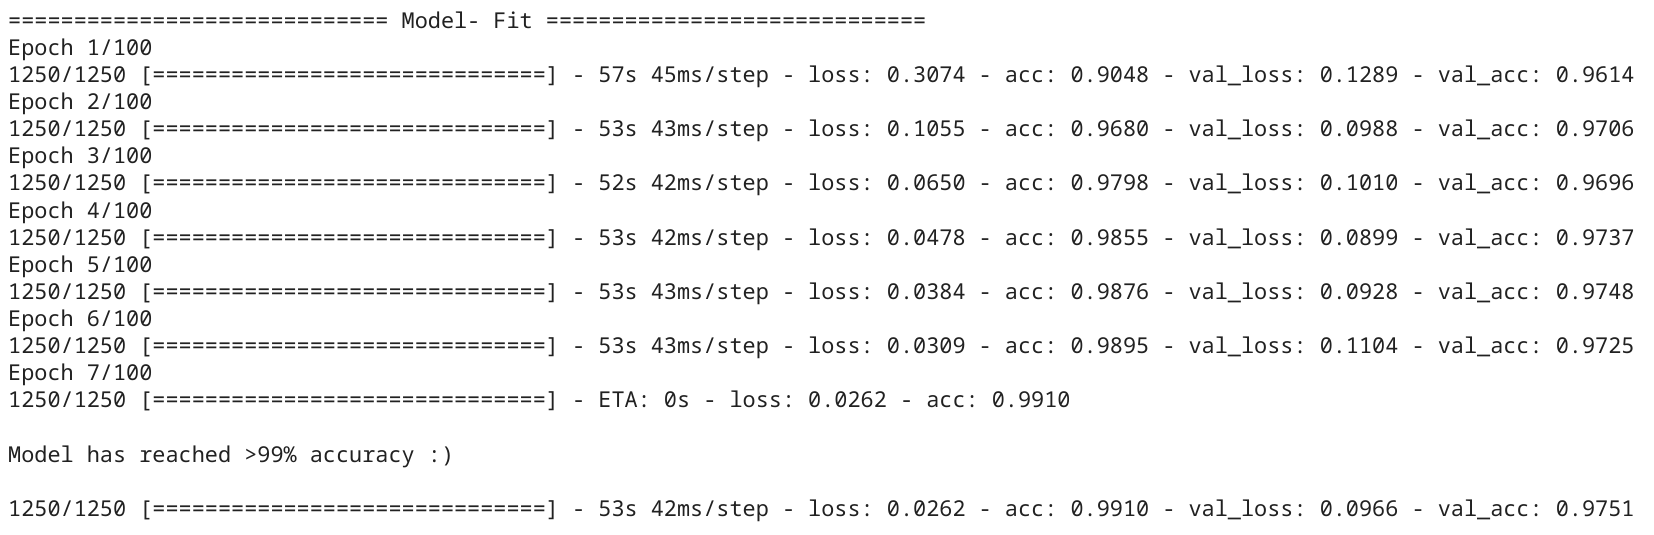 ============================= Model- Fit =============================
Epoch 1/100
1250/1250 [==============================] - 57s 45ms/step - loss: 0.3074 - acc: 0.9048 - val_loss: 0.1289 - val_acc: 0.9614
Epoch 2/100
1250/1250 [==============================] - 53s 43ms/step - loss: 0.1055 - acc: 0.9680 - val_loss: 0.0988 - val_acc: 0.9706
Epoch 3/100
1250/1250 [==============================] - 52s 42ms/step - loss: 0.0650 - acc: 0.9798 - val_loss: 0.1010 - val_acc: 0.9696
Epoch 4/100
1250/1250 [==============================] - 53s 42ms/step - loss: 0.0478 - acc: 0.9855 - val_loss: 0.0899 - val_acc: 0.9737
Epoch 5/100
1250/1250 [==============================] - 53s 43ms/step - loss: 0.0384 - acc: 0.9876 - val_loss: 0.0928 - val_acc: 0.9748
Epoch 6/100
1250/1250 [==============================] - 53s 43ms/step - loss: 0.0309 - acc: 0.9895 - val_loss: 0.1104 - val_acc: 0.9725
Epoch 7/100
1250/1250 [==============================] - ETA: 0s - loss: 0.0262 - acc: 0.9910
Model has reached >99% accuracy :)
1250/1250 [==============================] - 53s 42ms/step - loss: 0.0262 - acc: 0.9910 - val_loss: 0.0966 - val_acc: 0.9751